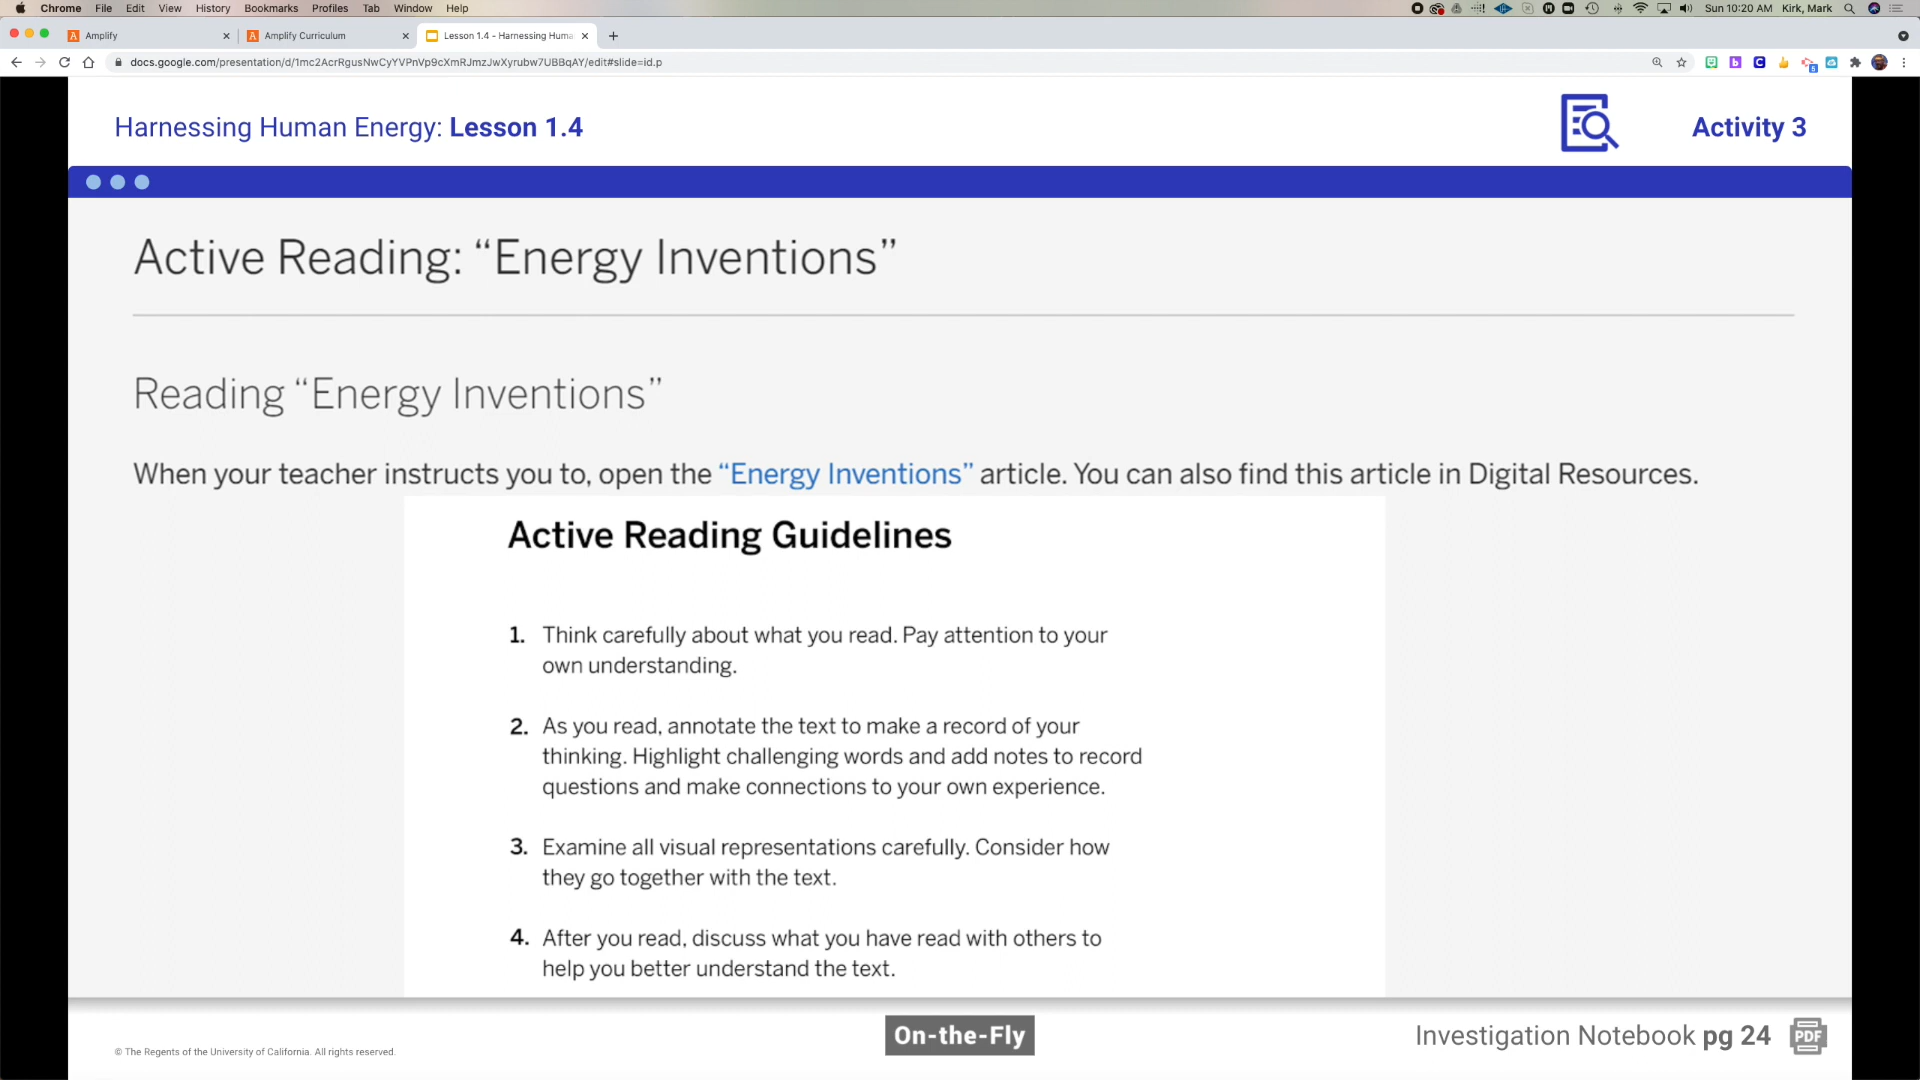 Chrome File Edit View History Bookmarks Profiles Tab Window Help Sun 10:20 AM Kirk, Mark
Amplify Amplify Curriculum Lesson 1.4 - Harnessing Huma
docs.google.com/presentation/d/1mc2AcrRgusNwCyYVPnVp9cXmRJmzJwXyrubw7UBBqAY/edit#slide=id.p
Harnessing Human Energy: Lesson 1.4 Activity 3
Active Reading: “Energy Inventions”
Reading “Energy Inventions”
When your teacher instructs you to, open the “Energy Inventions” article. You can also find this article in Digital Resources.
Active Reading Guidelines
1. Think carefully about what you read. Pay attention to your
own understanding.
2. As you read, annotate the text to make a record of your
thinking. Highlight challenging words and add notes to record
questions and make connections to your own experience.
3. Examine all visual representations carefully. Consider how
they go together with the text.
4. After you read, discuss what you have read with others to
help you better understand the text.
On-the-Fly
Investigation Notebook pg 24 PDF
© The Regents of the University of California. All rights reserved.